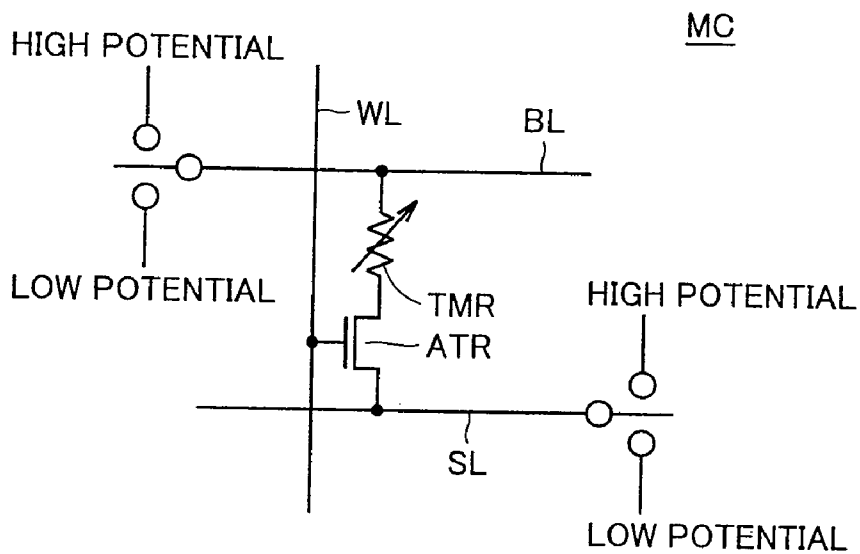 MC
HIGH POTENTIAL
WL
BL
LOW POTENTIAL
TMR
HIGH POTENTIAL
ATR
SL
LOW POTENTIAL